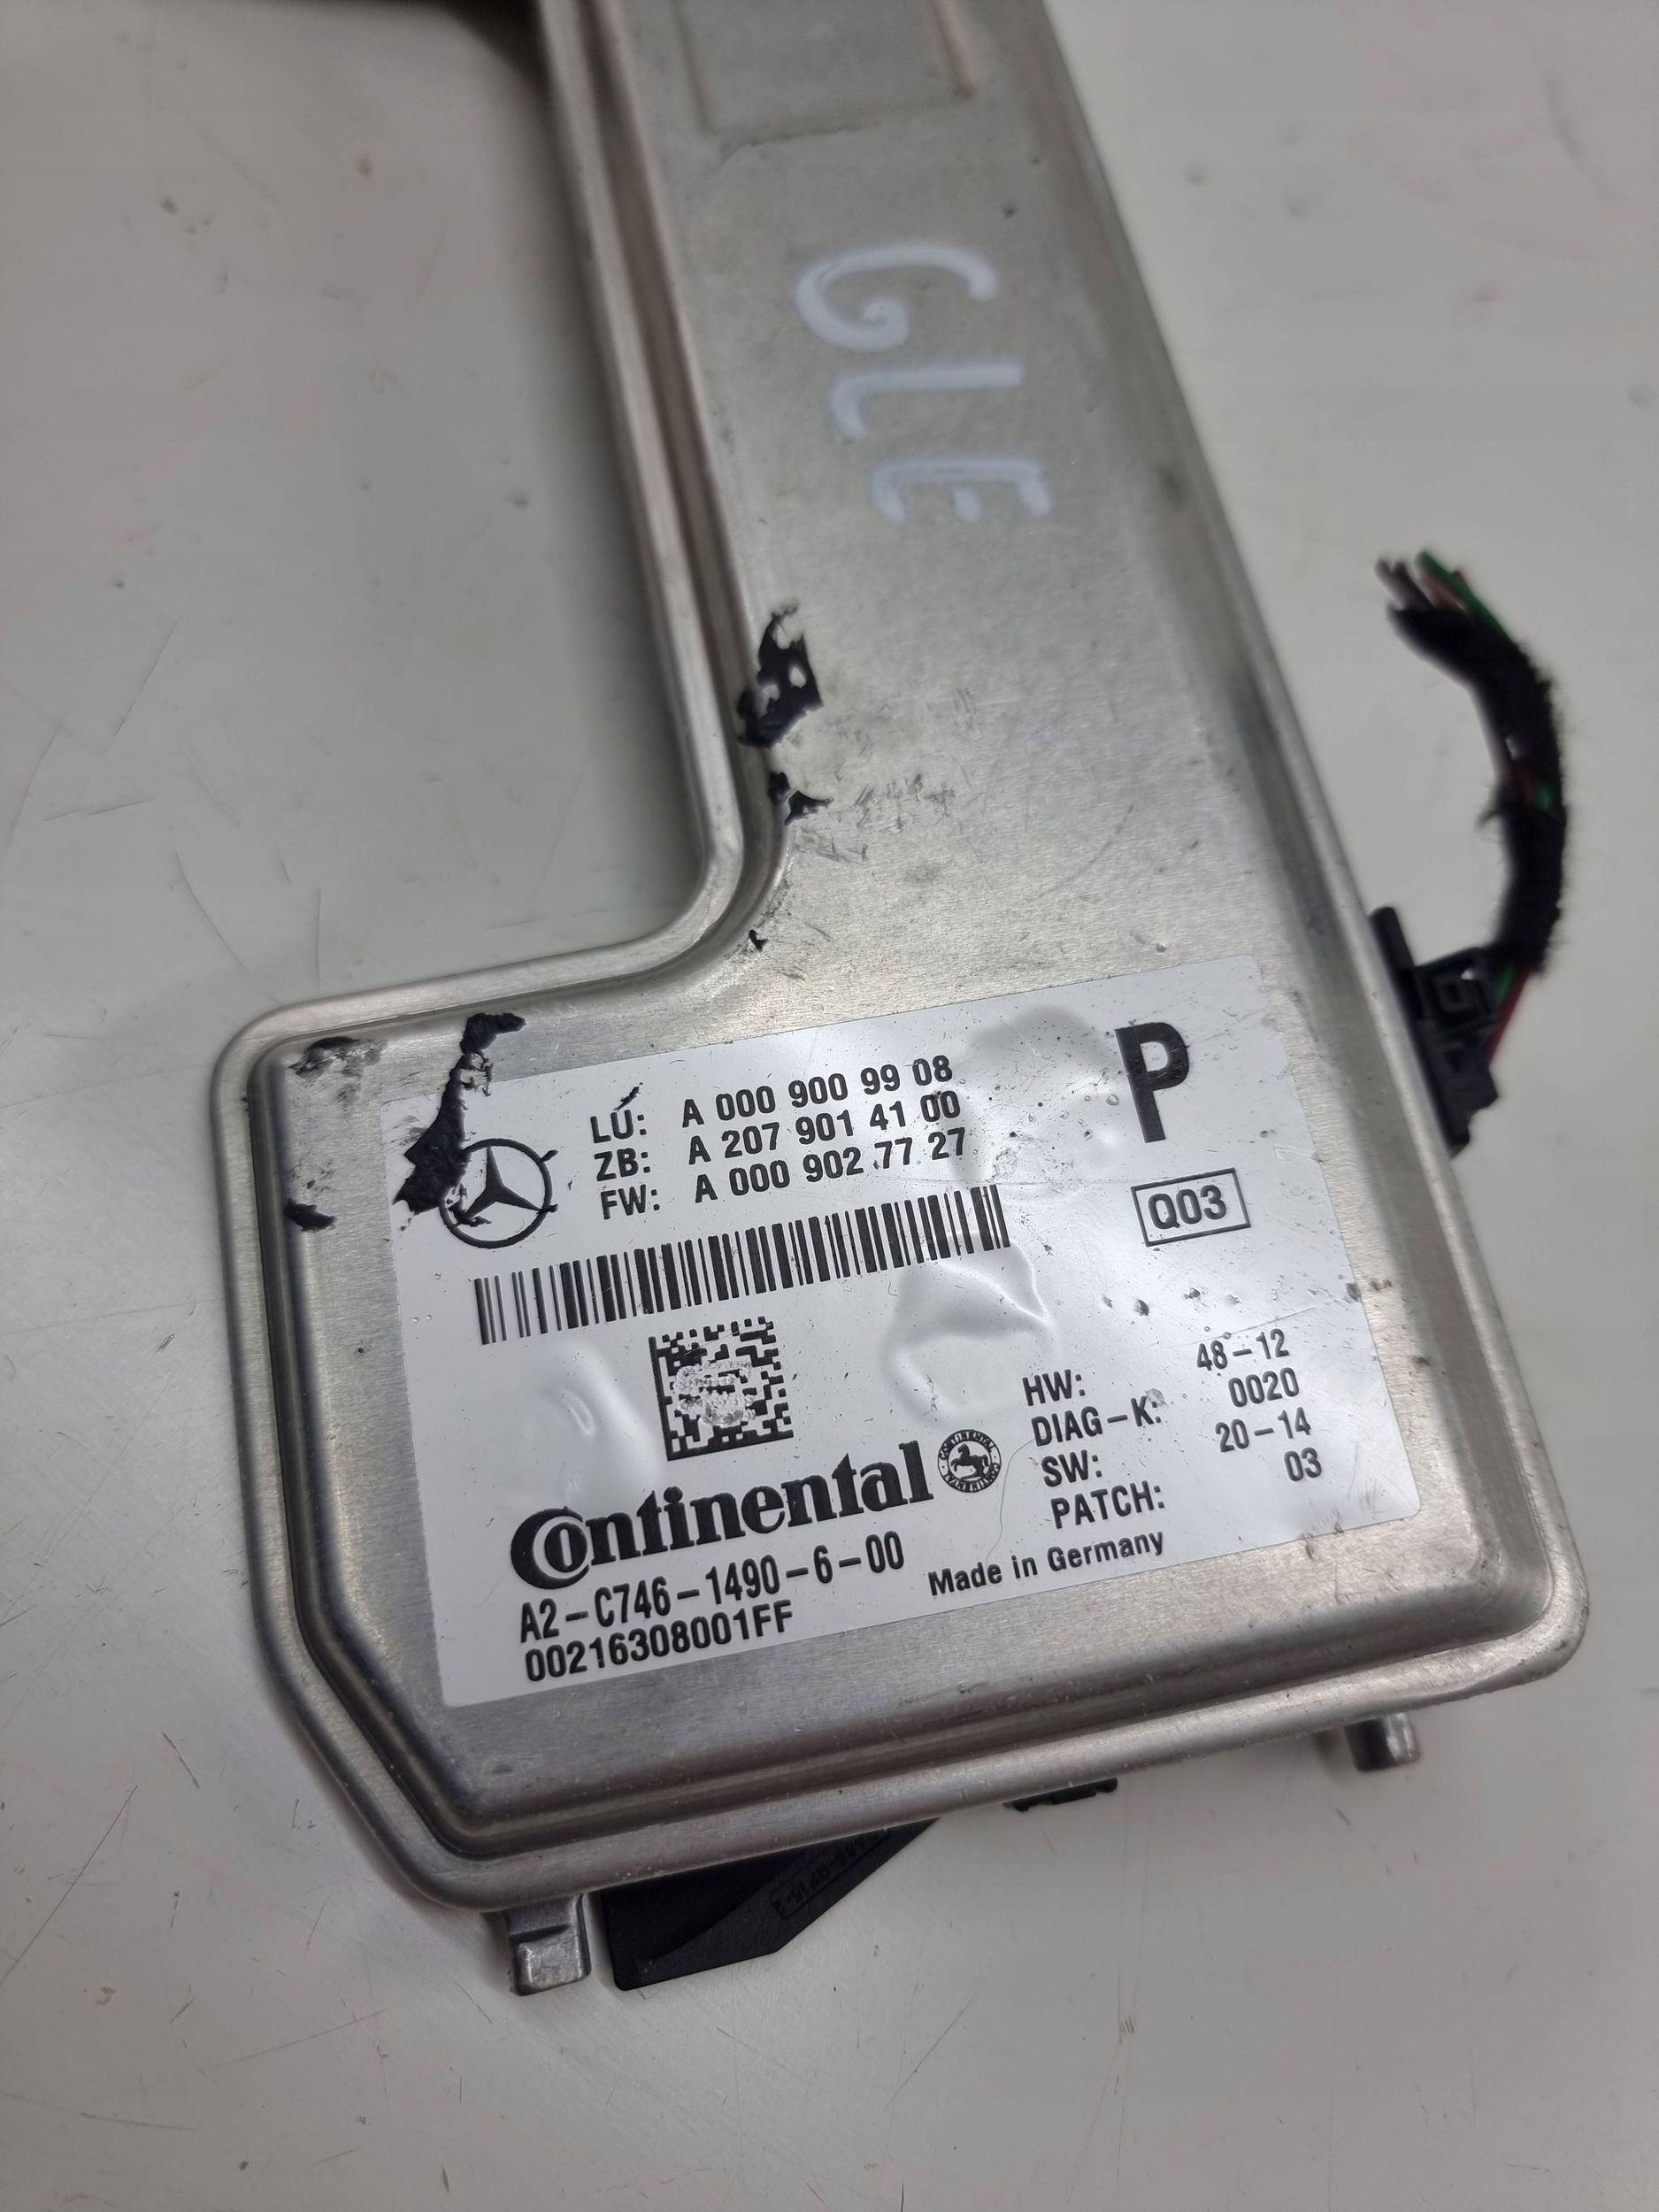 GLE
LU: A 000 900 99 08
ZB: A 207 901 41 00
FW: A 000 902 77 27
P
Q03
HW: 48-12
DIAG-K: 0020
SW: 20-14
PATCH: 03
Continental
A2-C746-1490-6-00
00216308001FF
Made in Germany